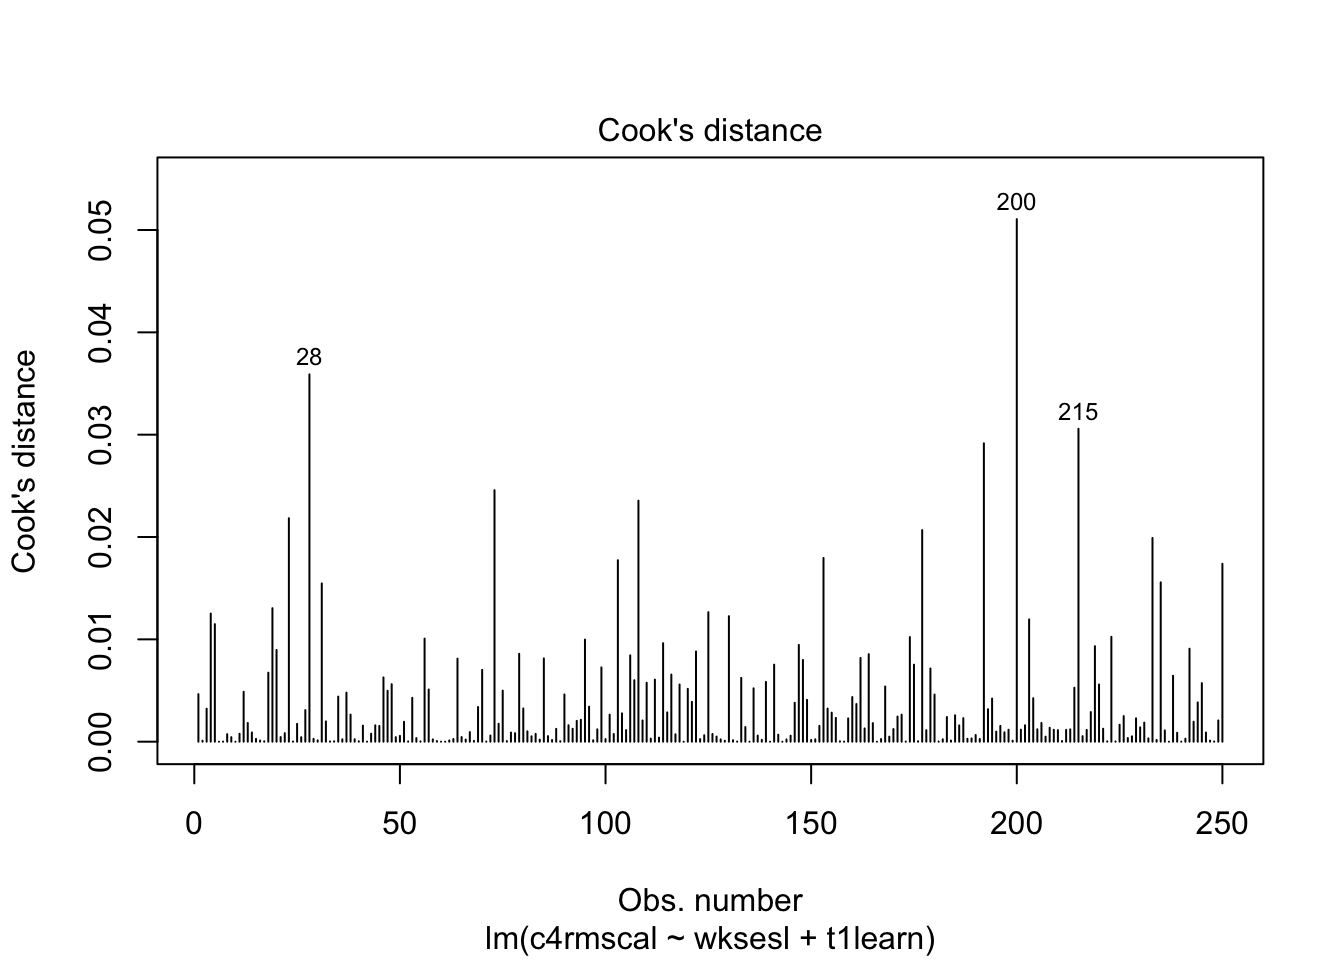 Cook's distance
200
28
215
Cook's distance
0.05
0.04
0.03
0.02
0.01
0.00
0 50 100 150 200 250
Obs. number
lm(c4rmscal ~ wksesl + t1learn)